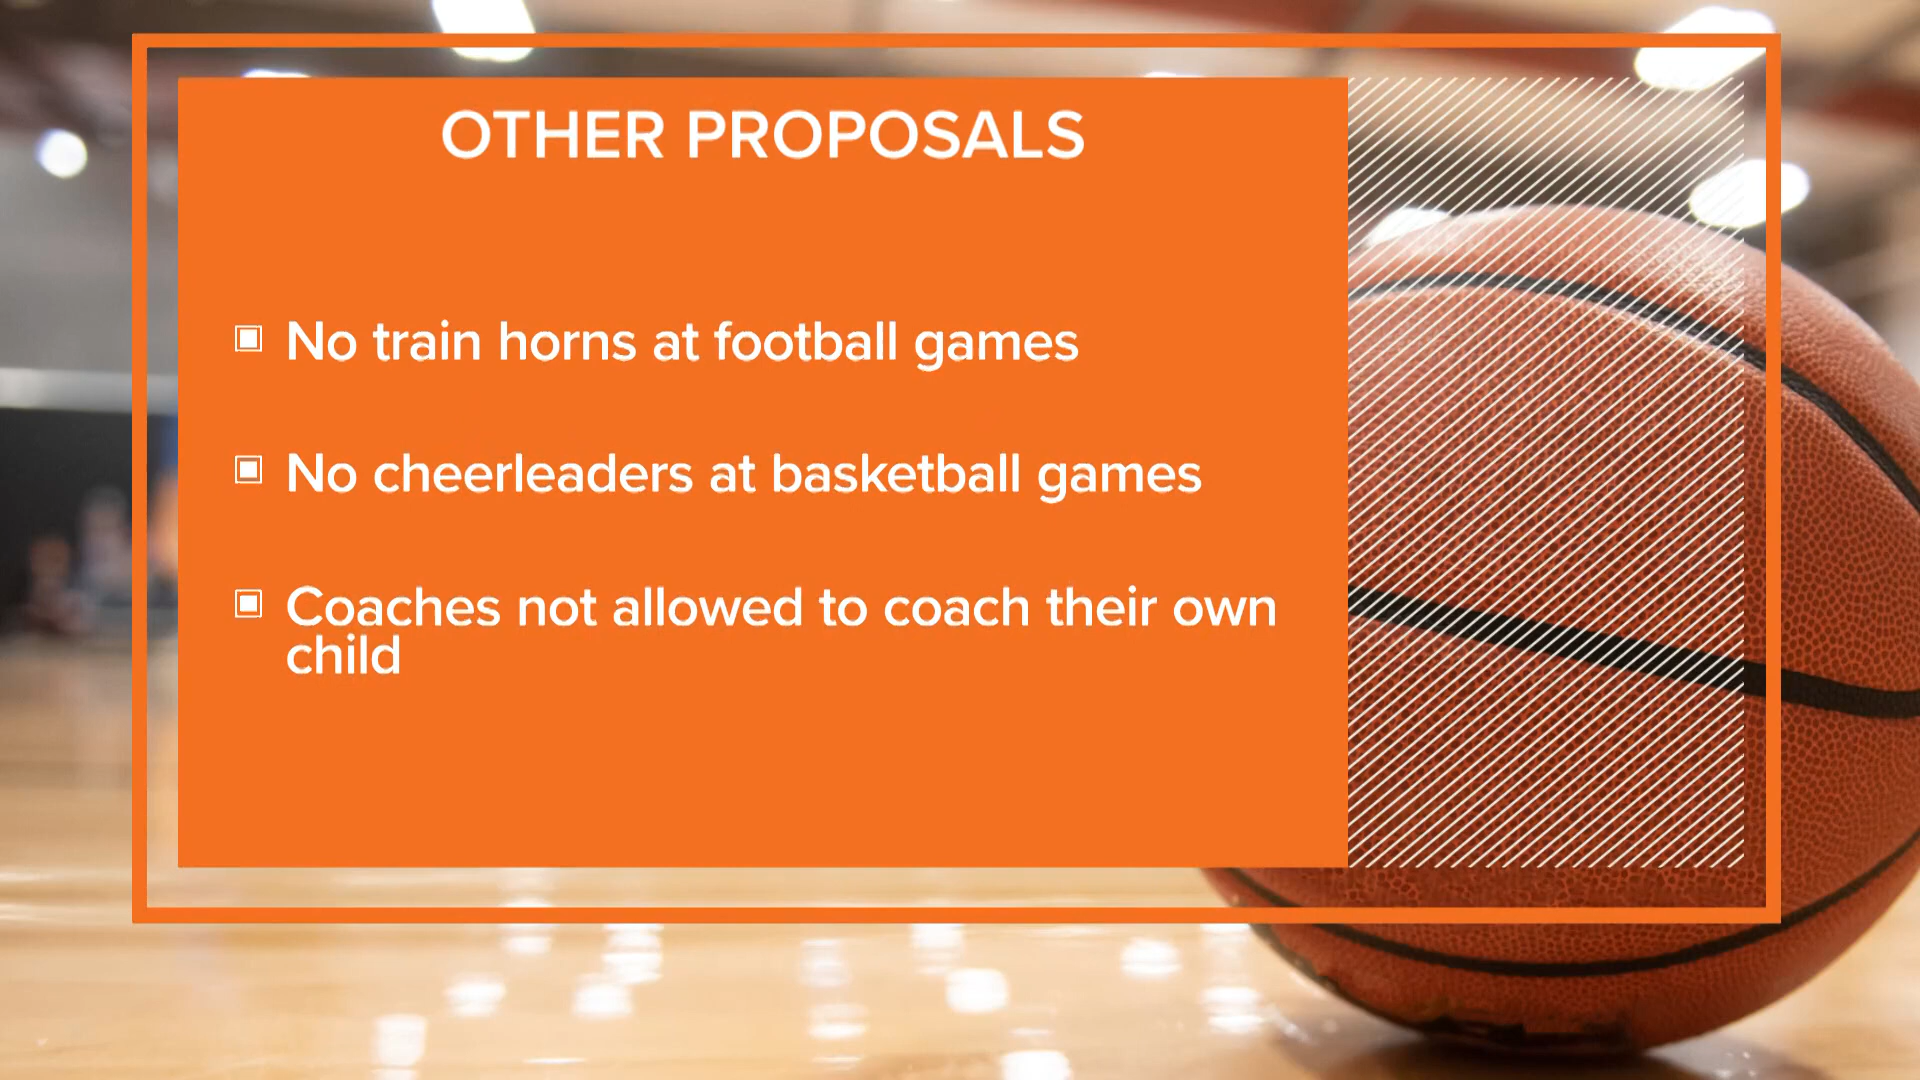 OTHER PROPOSALS
No train horns at football games
No cheerleaders at basketball games
Coaches not allowed to coach their own
child